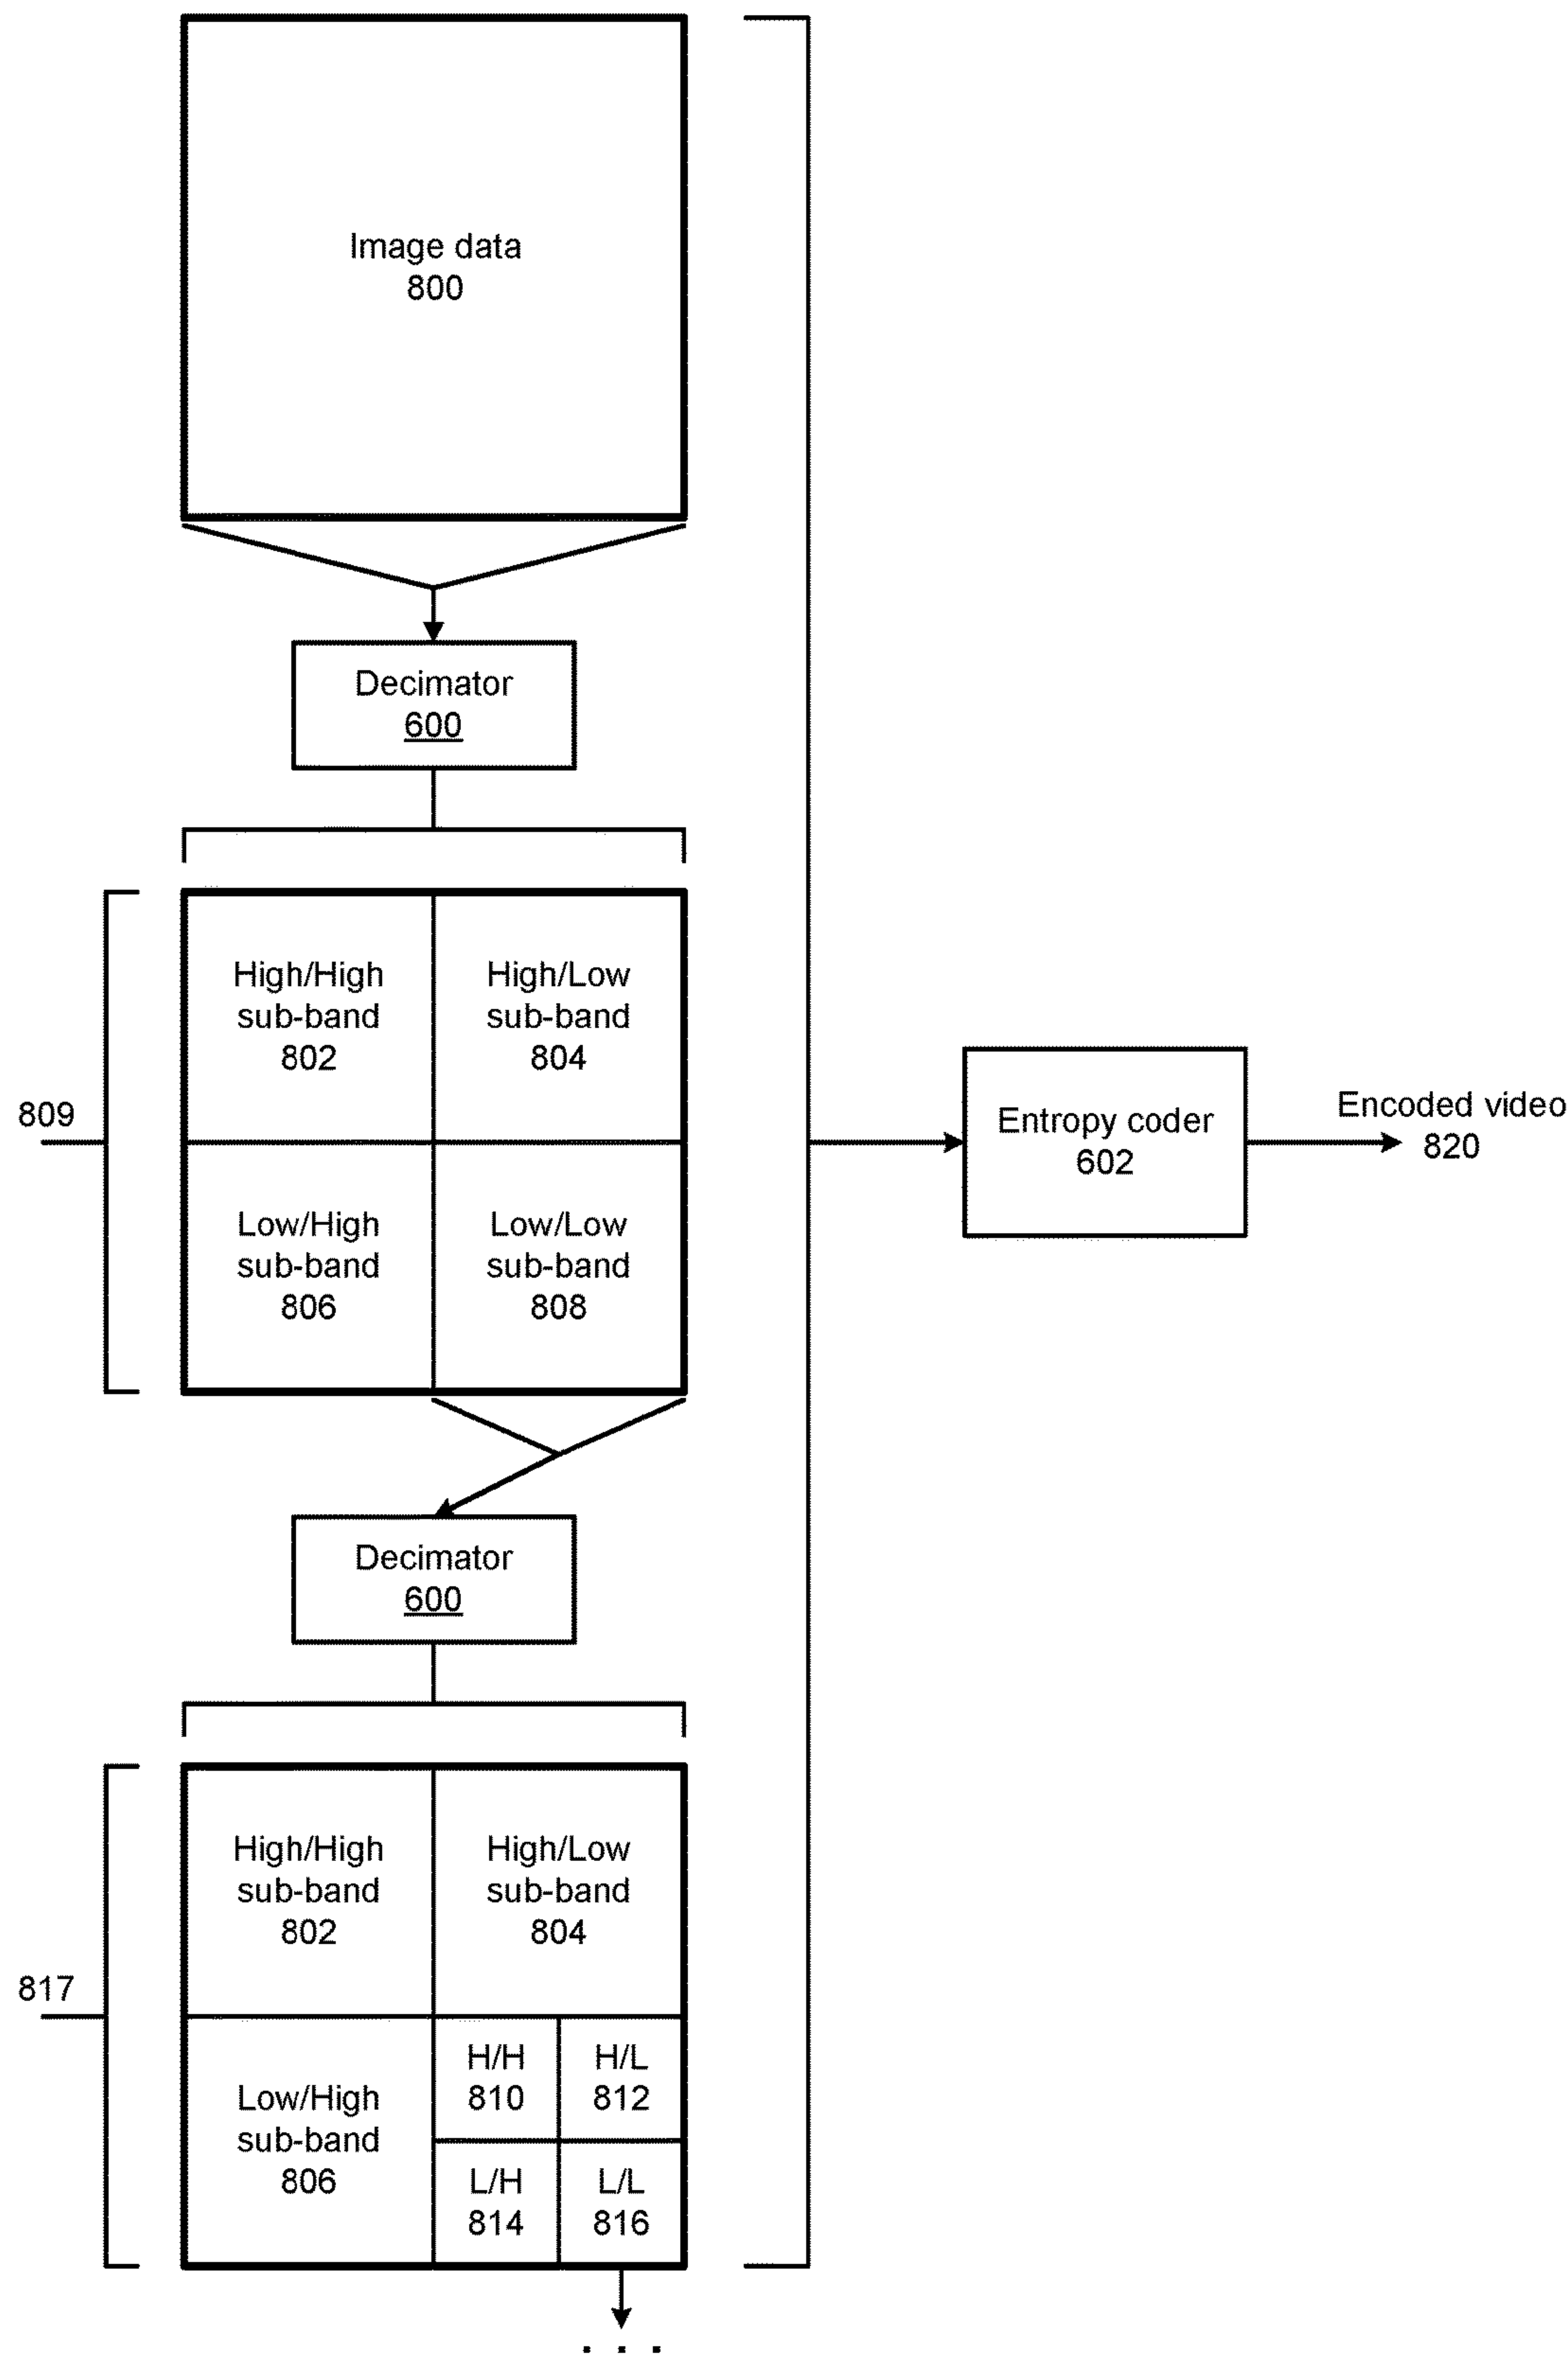 Image data
800
Decimator
600
High/High
sub-band
802
High/Low
sub-band
804
809
Low/High
sub-band
806
Low/Low
sub-band
808
Entropy coder
602
Encoded video
820
Decimator
600
High/High
sub-band
802
High/Low
sub-band
804
817
Low/High
sub-band
806
H/H
810
H/L
812
L/H
814
L/L
816
. . .